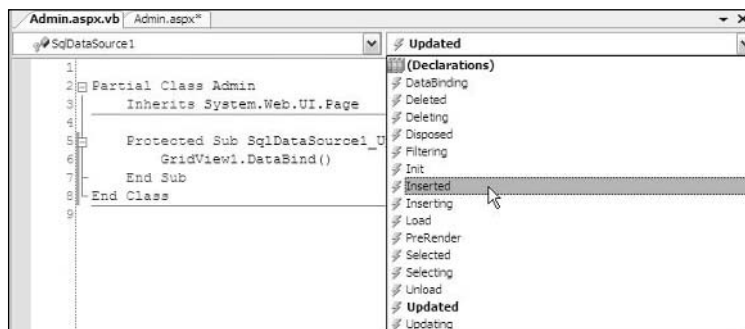 Admin.aspx.vb Admin.aspx*
SqlDataSource1
Updated
1
2 Partial Class Admin
3 Inherits System.Web.UI.Page
4
5 Protected Sub SqlDataSource1_U
6 GridView1.DataBind()
7 End Sub
8 End Class
9
(Declarations)
DataBinding
Deleted
Deleting
Disposed
Filtering
Init
Inserted
Inserting
Load
PreRender
Selected
Selecting
Unload
Updated
Updating